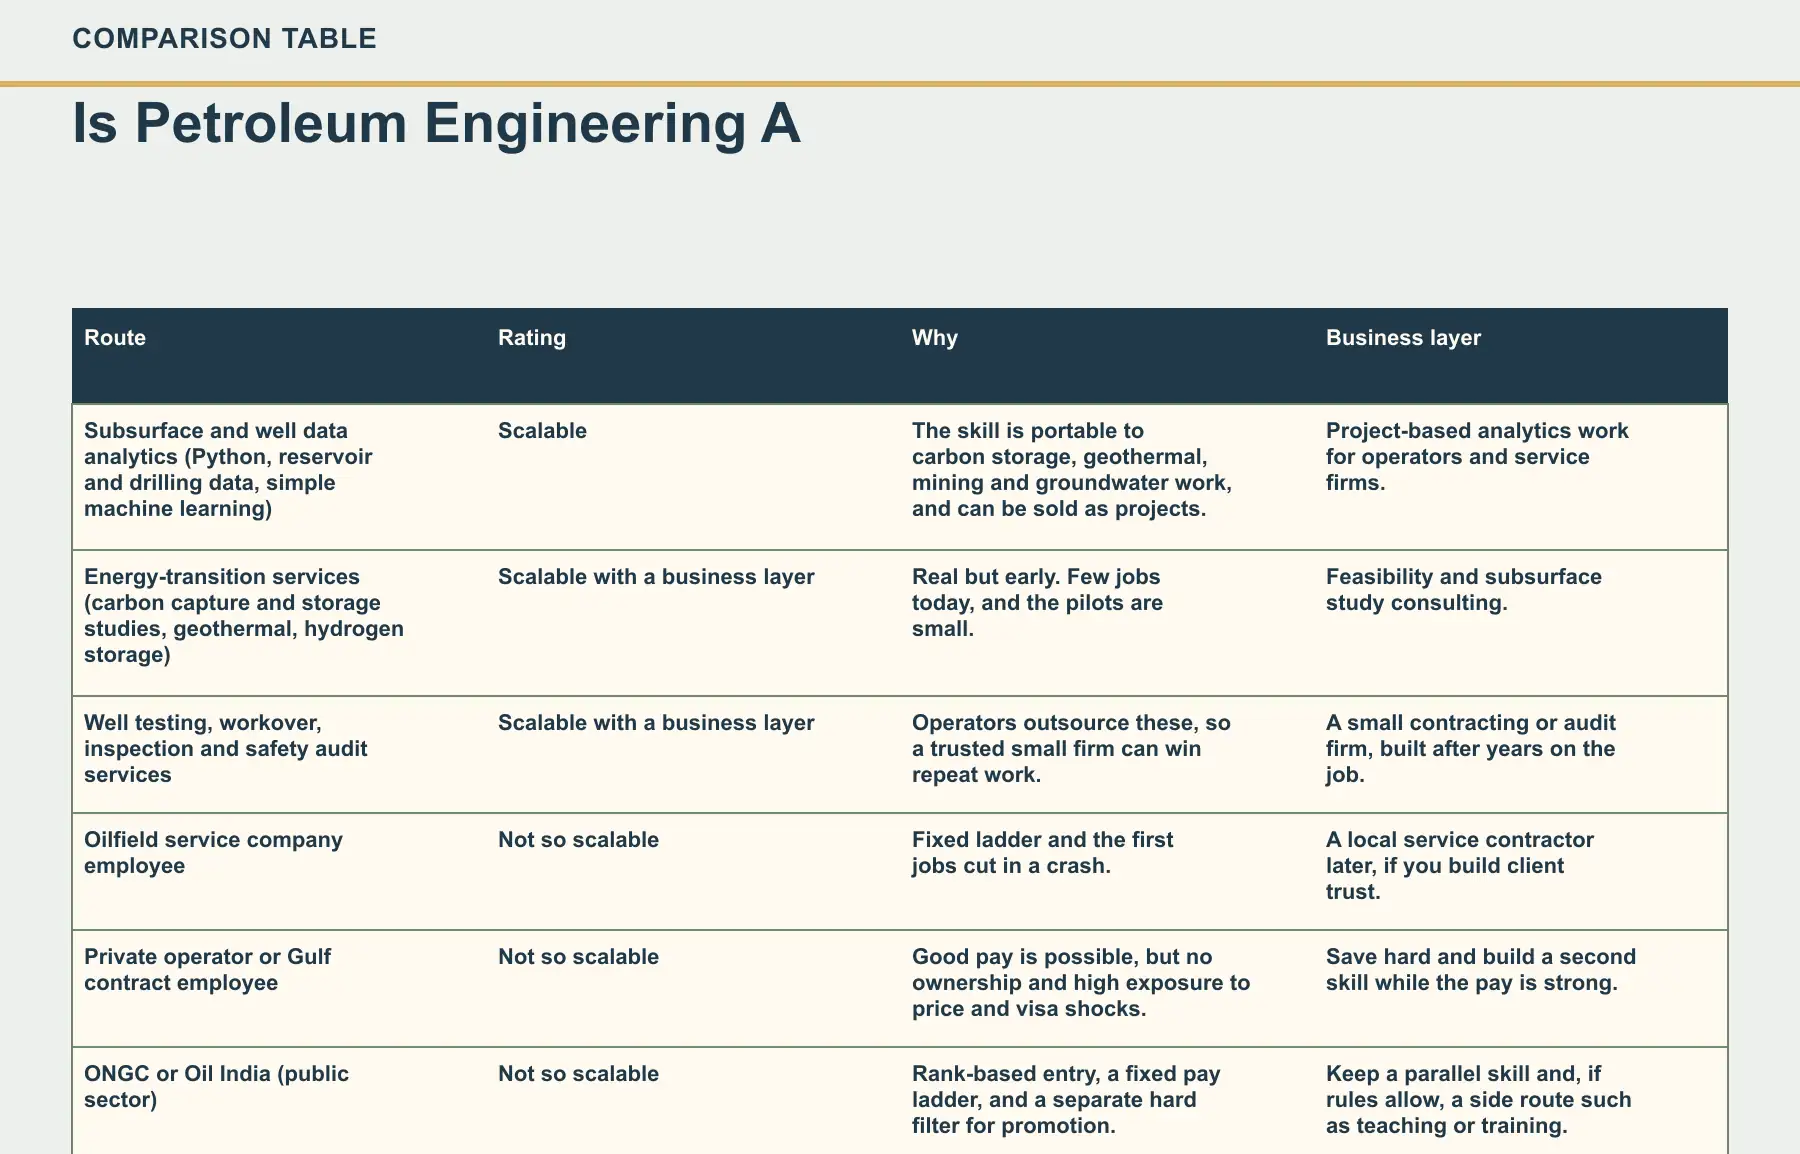 COMPARISON TABLE
Is Petroleum Engineering A
Route
Rating
Why
Business layer
Subsurface and well data
analytics (Python, reservoir
and drilling data, simple
machine learning)
Scalable
The skill is portable to
carbon storage, geothermal,
mining and groundwater work,
and can be sold as projects.
Project-based analytics work
for operators and service
firms.
Energy-transition services
(carbon capture and storage
studies, geothermal, hydrogen
storage)
Scalable with a business layer
Real but early. Few jobs
today, and the pilots are
small.
Feasibility and subsurface
study consulting.
Well testing, workover,
inspection and safety audit
services
Scalable with a business layer
Operators outsource these, so
a trusted small firm can win
repeat work.
A small contracting or audit
firm, built after years on the
job.
Oilfield service company
employee
Not so scalable
Fixed ladder and the first
jobs cut in a crash.
A local service contractor
later, if you build client
trust.
Private operator or Gulf
contract employee
Not so scalable
Good pay is possible, but no
ownership and high exposure to
price and visa shocks.
Save hard and build a second
skill while the pay is strong.
ONGC or Oil India (public
sector)
Not so scalable
Rank-based entry, a fixed pay
ladder, and a separate hard
filter for promotion.
Keep a parallel skill and, if
rules allow, a side route such
as teaching or training.